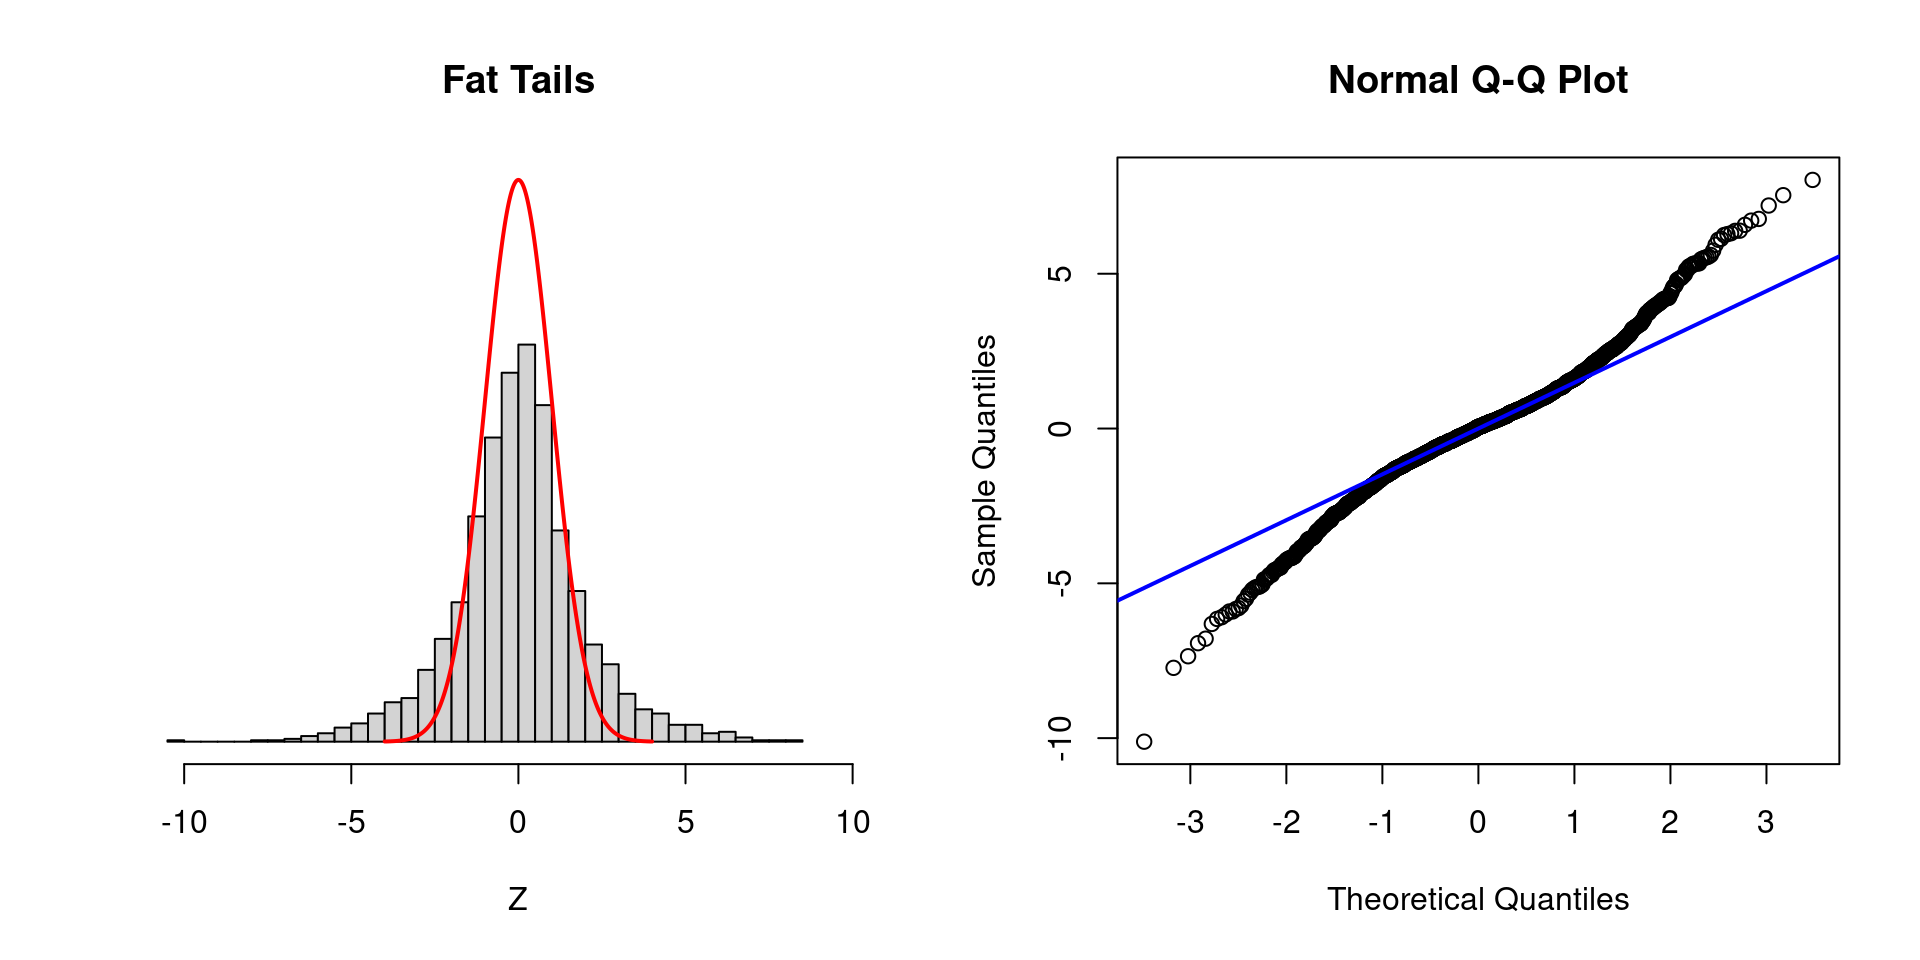 Fat Tails
-10 -5 0 5 10
Z
Normal Q-Q Plot
Sample Quantiles
5
0
-5
-10
-3 -2 -1 0 1 2 3
Theoretical Quantiles